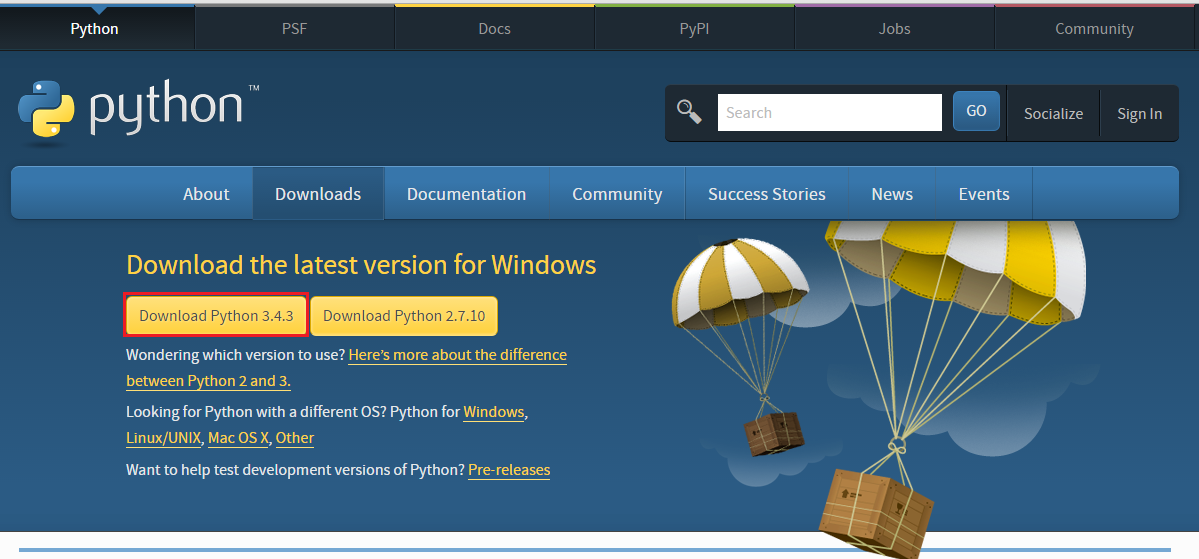 Python PSF Docs PyPI Jobs Community
python™
Search GO Socialize Sign In
About Downloads Documentation Community Success Stories News Events
Download the latest version for Windows
Download Python 3.4.3 Download Python 2.7.10
Wondering which version to use? Here’s more about the difference
between Python 2 and 3.
Looking for Python with a different OS? Python for Windows,
Linux/UNIX, Mac OS X, Other
Want to help test development versions of Python? Pre-releases